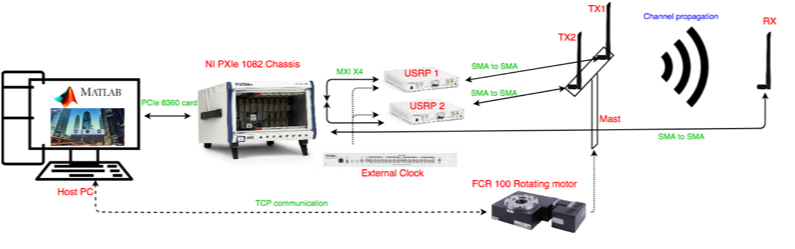 TX1
Channel propagation
RX
TX2
NI PXIe 1082 Chassis
MXI X4
USRP 1
SMA to SMA
MATLAB
PCIe 8360 card
USRP 2
SMA to SMA
Mast
SMA to SMA
External Clock
Host PC
FCR 100 Rotating motor
TCP communication